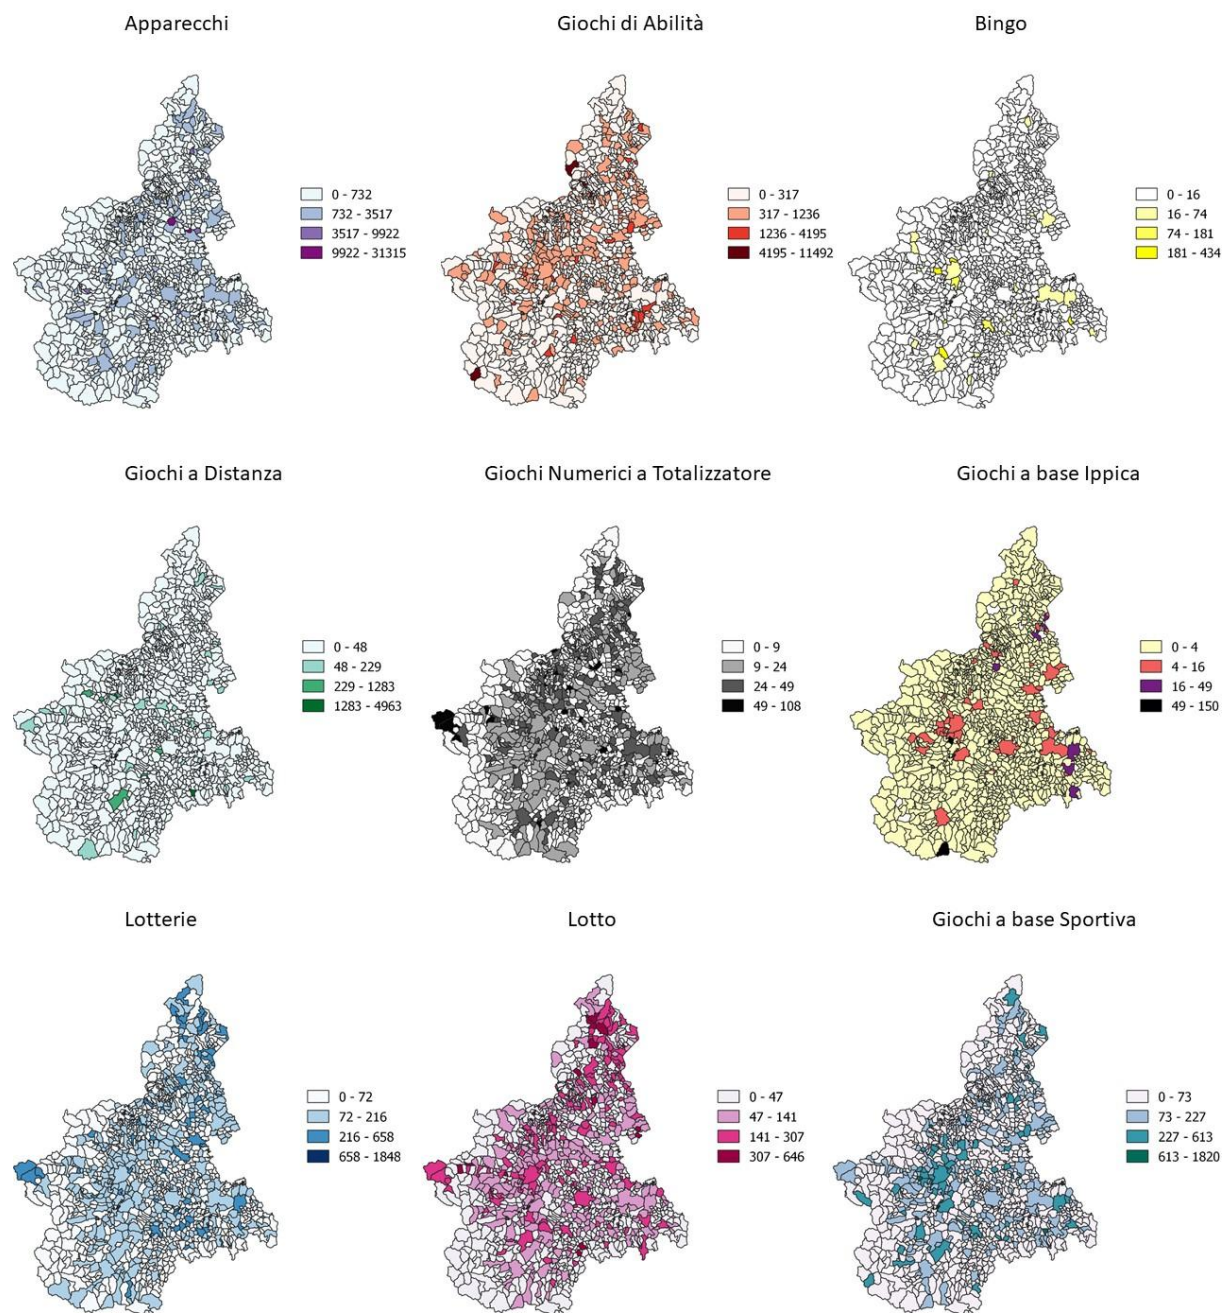 Apparecchi
Giochi di Abilità
Bingo
0 - 732
732 - 3517
3517 - 9922
9922 - 31315
0 - 317
317 - 1236
1236 - 4195
4195 - 11492
0 - 16
16 - 74
74 - 181
181 - 434
Giochi a Distanza
Giochi Numerici a Totalizzatore
Giochi a base Ippica
0 - 48
48 - 229
229 - 1283
1283 - 4963
0 - 9
9 - 24
24 - 49
49 - 108
0 - 4
4 - 16
16 - 49
49 - 150
Lotterie
Lotto
Giochi a base Sportiva
0 - 72
72 - 216
216 - 658
658 - 1848
0 - 47
47 - 141
141 - 307
307 - 646
0 - 73
73 - 227
227 - 613
613 - 1820